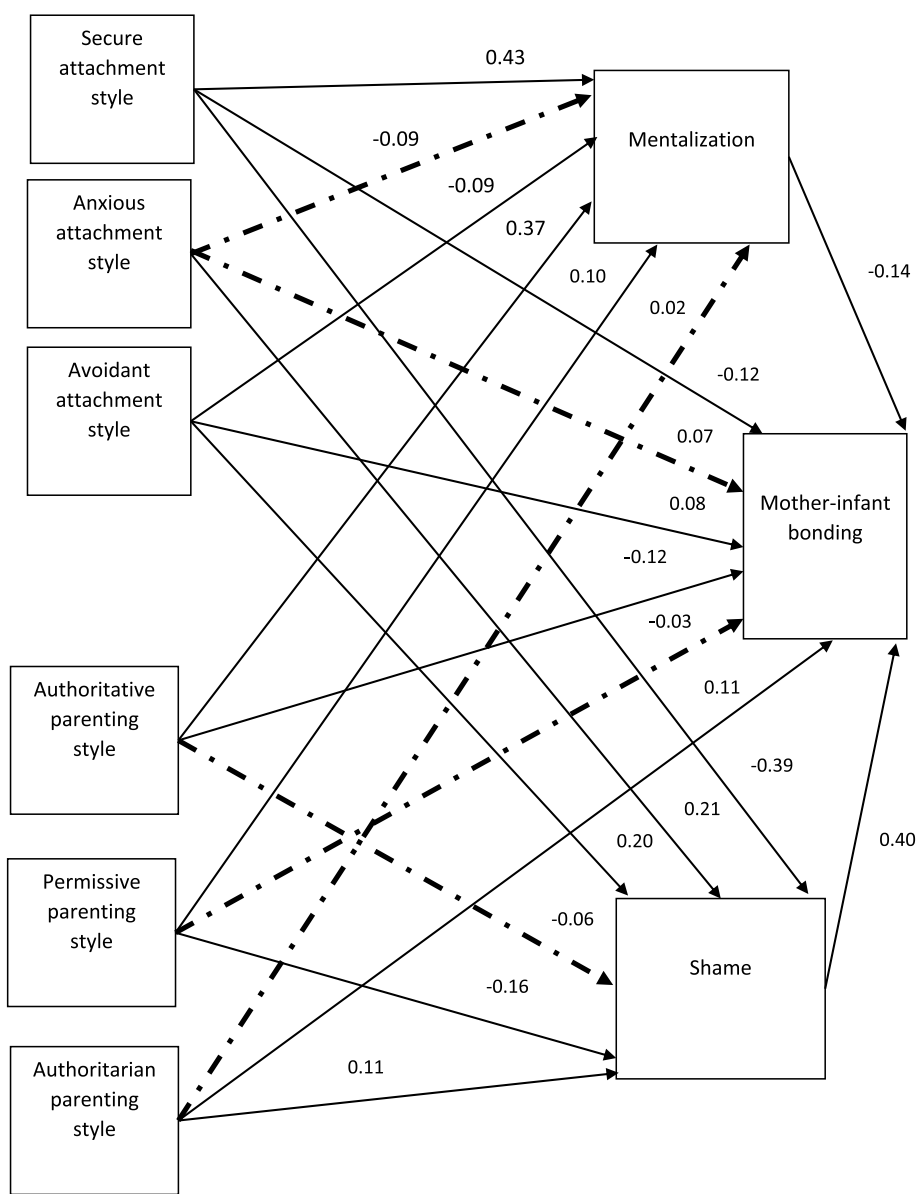 Secure
attachment
style
0.43
Mentalization
-0.09
Anxious
attachment
style
-0.09
0.37
0.10
0.02
-0.14
Avoidant
attachment
style
-0.12
0.07
Mother-infant
bonding
0.08
-0.12
-0.03
Authoritative
parenting
style
0.11
-0.39
0.21
0.20
0.40
Permissive
parenting
style
-0.06
Shame
-0.16
Authoritarian
parenting
style
0.11